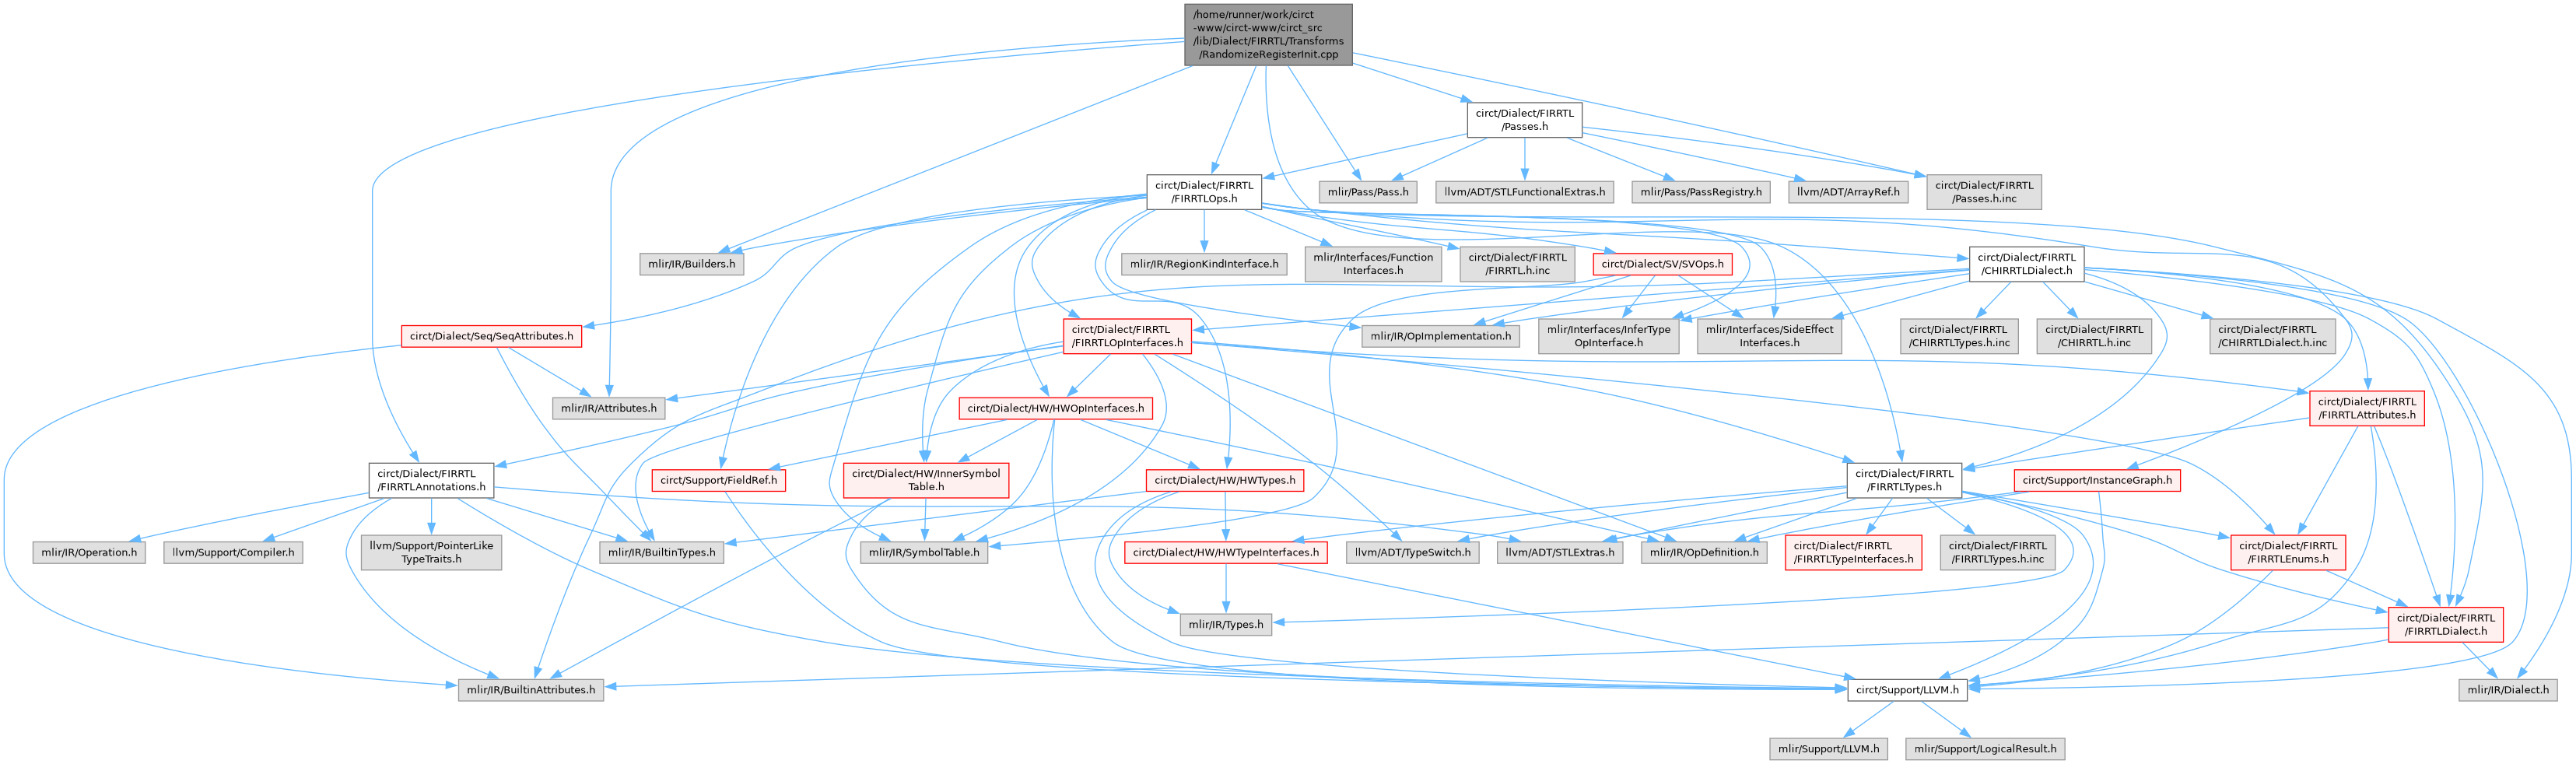 /home/runner/work/circt
-www/circt-www/circt_src
/lib/Dialect/FIRRTL/Transforms
/RandomizeRegisterInit.cpp
circt/Dialect/FIRRTL
/Passes.h
circt/Dialect/FIRRTL
/FIRRTLOps.h
mlir/Pass/Pass.h
llvm/ADT/STLFunctionalExtras.h
mlir/Pass/PassRegistry.h
llvm/ADT/ArrayRef.h
circt/Dialect/FIRRTL
/Passes.h.inc
mlir/IR/Builders.h
mlir/IR/RegionKindInterface.h
mlir/Interfaces/Function
Interfaces.h
circt/Dialect/FIRRTL
/FIRRTL.h.inc
circt/Dialect/SV/SVOps.h
circt/Dialect/FIRRTL
/CHIRRTLDialect.h
circt/Dialect/Seq/SeqAttributes.h
circt/Dialect/FIRRTL
/FIRRTLOpInterfaces.h
mlir/IR/OpImplementation.h
mlir/Interfaces/InferType
OpInterface.h
mlir/Interfaces/SideEffect
Interfaces.h
circt/Dialect/FIRRTL
/CHIRRTLTypes.h.inc
circt/Dialect/FIRRTL
/CHIRRTL.h.inc
circt/Dialect/FIRRTL
/CHIRRTLDialect.h.inc
mlir/IR/Attributes.h
circt/Dialect/HW/HWOpInterfaces.h
circt/Dialect/FIRRTL
/FIRRTLAttributes.h
circt/Dialect/FIRRTL
/FIRRTLAnnotations.h
circt/Support/FieldRef.h
circt/Dialect/HW/InnerSymbol
Table.h
circt/Dialect/HW/HWTypes.h
circt/Dialect/FIRRTL
/FIRRTLTypes.h
circt/Support/InstanceGraph.h
mlir/IR/Operation.h
llvm/Support/Compiler.h
llvm/Support/PointerLike
TypeTraits.h
mlir/IR/BuiltinTypes.h
mlir/IR/SymbolTable.h
circt/Dialect/HW/HWTypeInterfaces.h
llvm/ADT/TypeSwitch.h
llvm/ADT/STLExtras.h
mlir/IR/OpDefinition.h
circt/Dialect/FIRRTL
/FIRRTLTypeInterfaces.h
circt/Dialect/FIRRTL
/FIRRTLTypes.h.inc
circt/Dialect/FIRRTL
/FIRRTLEnums.h
mlir/IR/Types.h
circt/Dialect/FIRRTL
/FIRRTLDialect.h
mlir/IR/BuiltinAttributes.h
circt/Support/LLVM.h
mlir/IR/Dialect.h
mlir/Support/LLVM.h
mlir/Support/LogicalResult.h